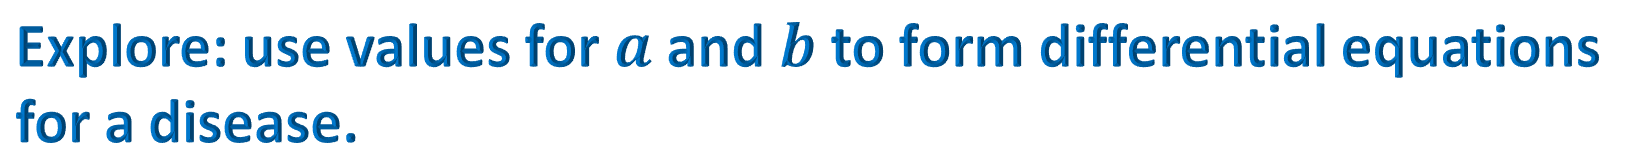 Explore: use values for a and b to form differential equations
for a disease.